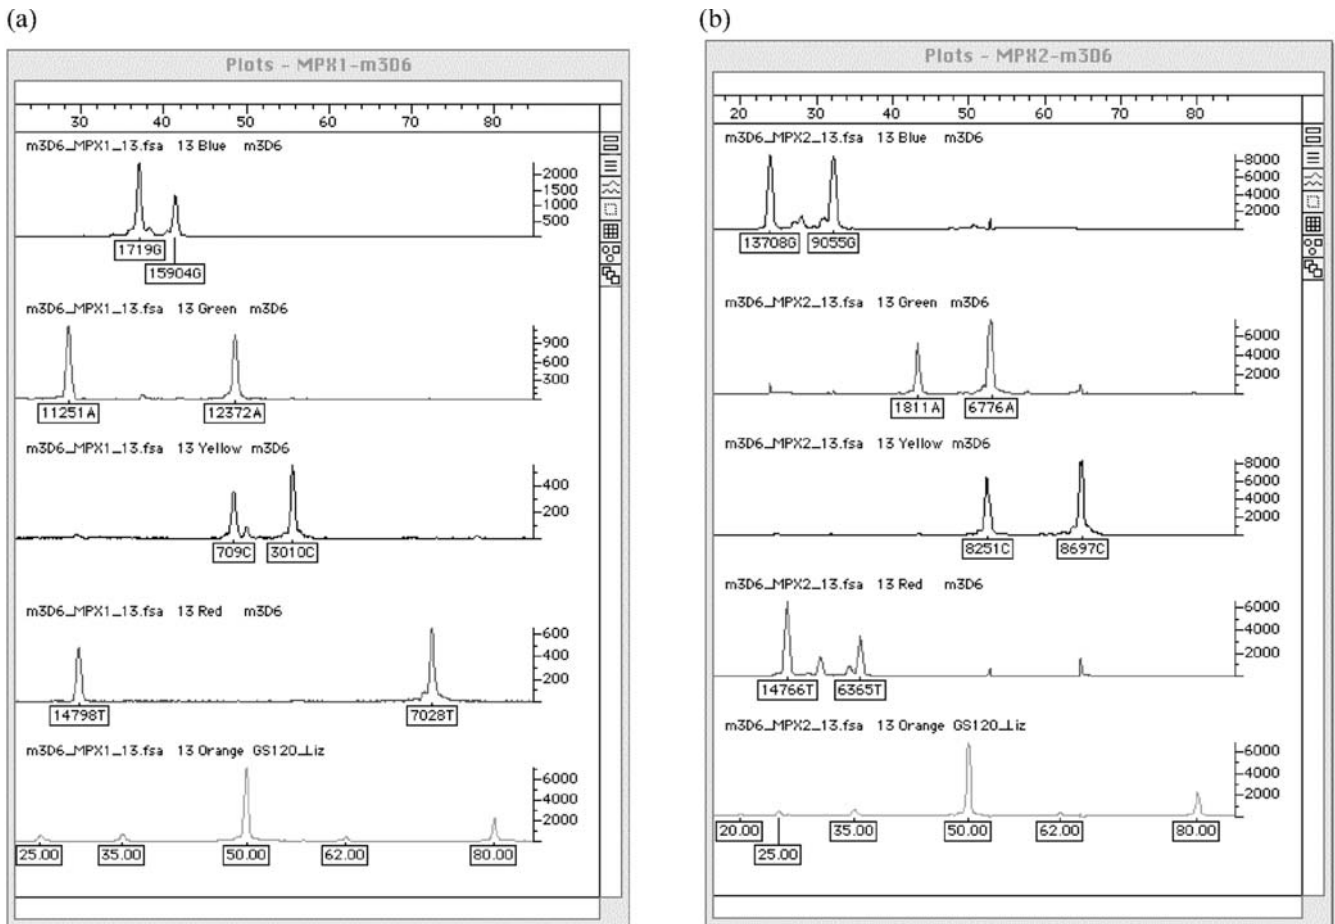 (a)
Plots - MPX1-m3D6
30 40 50 60 70 80
m3D6_MPX1_13.fsa 13 Blue m3D6
2000
1500
1000
500
1719G
15904G
m3D6_MPX1_13.fsa 13 Green m3D6
900
600
300
11251A 12372A
m3D6_MPX1_13.fsa 13 Yellow m3D6
400
200
709C 3010C
m3D6_MPX1_13.fsa 13 Red m3D6
600
400
200
14798T 7028T
m3D6_MPX1_13.fsa 13 Orange GS120_Liz
6000
4000
2000
25.00 35.00 50.00 62.00 80.00
(b)
Plots - MPX2-m3D6
20 30 40 50 60 70 80
m3D6_MPX2_13.fsa 13 Blue m3D6
8000
6000
4000
2000
13708G 9055G
m3D6_MPX2_13.fsa 13 Green m3D6
6000
4000
2000
1811A 6776A
m3D6_MPX2_13.fsa 13 Yellow m3D6
8000
6000
4000
2000
8251C 8697C
m3D6_MPX2_13.fsa 13 Red m3D6
6000
4000
2000
14766T 6365T
m3D6_MPX2_13.fsa 13 Orange GS120_Liz
6000
4000
2000
20.00 35.00 50.00 62.00 80.00
25.00